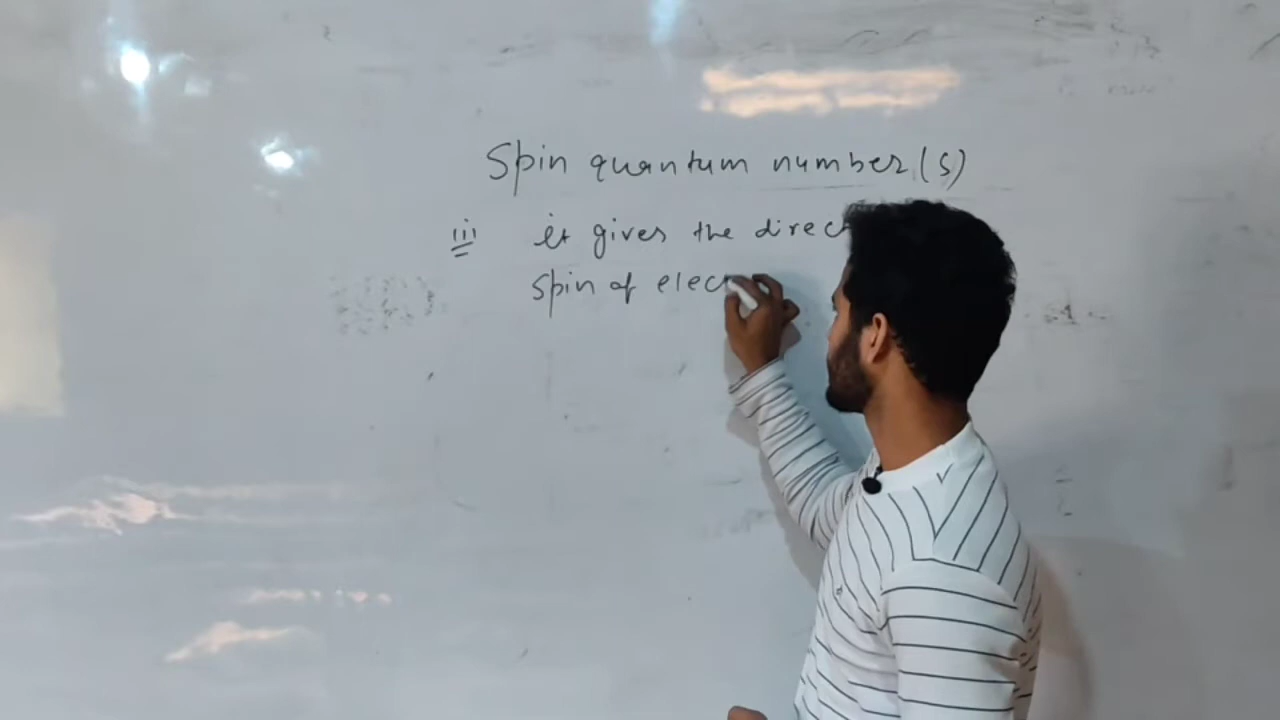 Spin quantum number (s)
iii it gives the direc
spin of elec